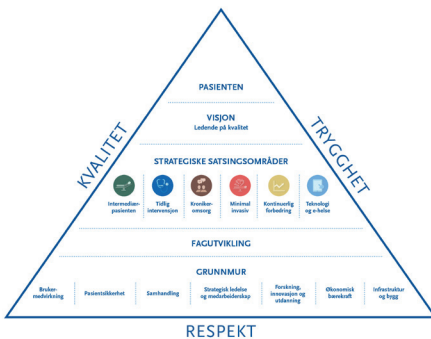 PASIENTEN
VISJON
Ledende på kvalitet
KVALITET
TRYGGHET
STRATEGISKE SATSINGSOMRÅDER
Intermediær-
pasienten
Tidlig
intervensjon
Kroniker-
omsorg
Minimal
invasiv
Kontinuerlig
forbedring
Teknologi
og e-helse
FAGUTVIKLING
GRUNNMUR
Bruker-
medvirkning
Pasientsikkerhet
Samhandling
Strategisk ledelse
og medarbeiderskap
Forskning,
innovasjon og
utdanning
Økonomisk
bærekraft
Infrastruktur
og bygg
RESPEKT